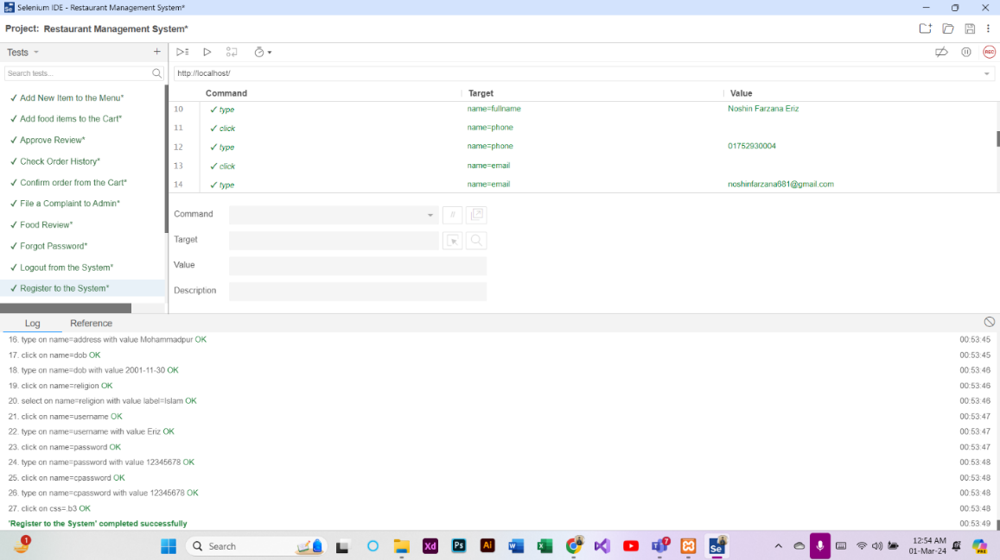 Selenium IDE - Restaurant Management System*
Project: Restaurant Management System*
Tests
Search tests...
✓ Add New Item to the Menu*
✓ Add food items to the Cart*
✓ Approve Review*
✓ Check Order History*
✓ Confirm order from the Cart*
✓ File a Complaint to Admin*
✓ Food Review*
✓ Forgot Password*
✓ Logout from the System*
✓ Register to the System*
REC
http://localhost/
Command Target Value
10 ✓ type name=fullname Noshin Farzana Eriz
11 ✓ click name=phone
12 ✓ type name=phone 01752930004
13 ✓ click name=email
14 ✓ type name=email noshinfarzana681@gmail.com
Command //
Target
Value
Description
Log Reference
16. type on name=address with value Mohammadpur OK 00:53:45
17. click on name=dob OK 00:53:45
18. type on name=dob with value 2001-11-30 OK 00:53:46
19. click on name=religion OK 00:53:46
20. select on name=religion with value label=Islam OK 00:53:46
21. click on name=username OK 00:53:47
22. type on name=username with value Eriz OK 00:53:47
23. click on name=password OK 00:53:47
24. type on name=password with value 12345678 OK 00:53:48
25. click on name=cpassword OK 00:53:48
26. type on name=cpassword with value 12345678 OK 00:53:48
27. click on css=.b3 OK 00:53:48
'Register to the System' completed successfully 00:53:49
1
Search
Xd
Ps
Ai
7
Se
12:54 AM
01-Mar-24
PRE